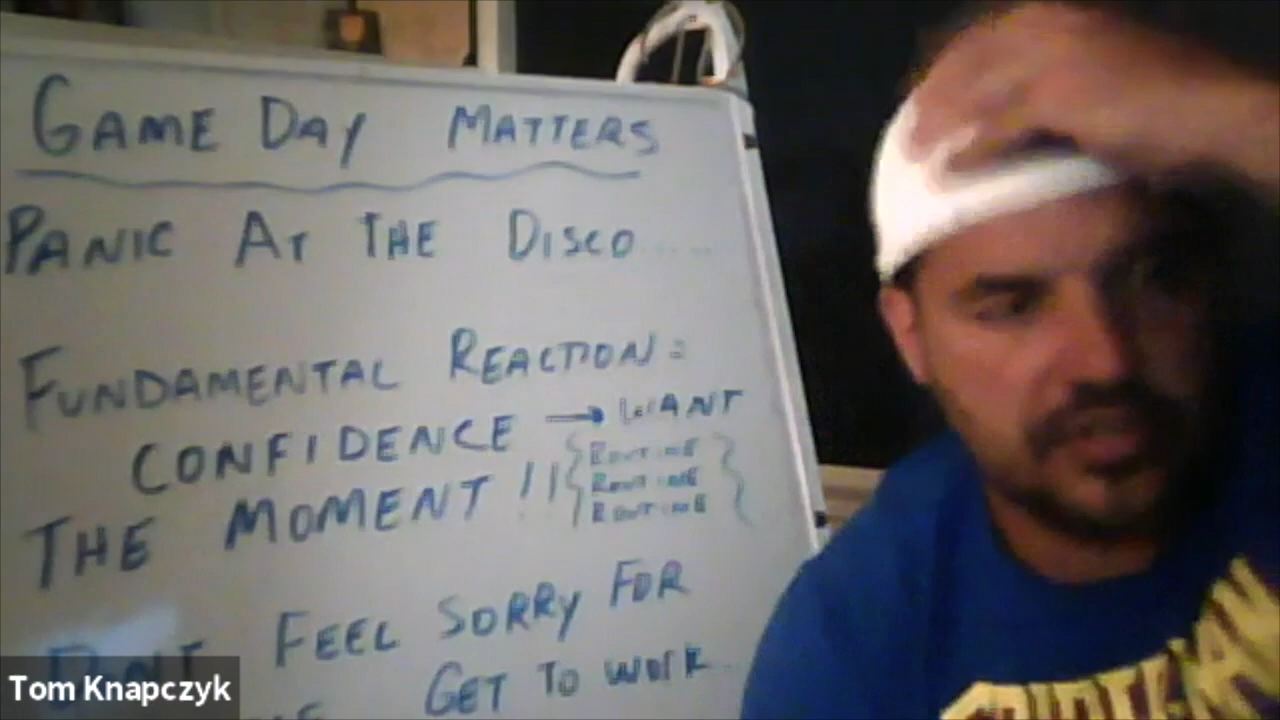 GAME DAY MATTERS
PANIC AT THE DISCO....
FUNDAMENTAL REACTION =
CONFIDENCE → WANT
THE MOMENT !! { ROUTINE
ROUTINE
ROUTINE }
DON'T FEEL SORRY FOR
GET TO WORK
Tom Knapczyk